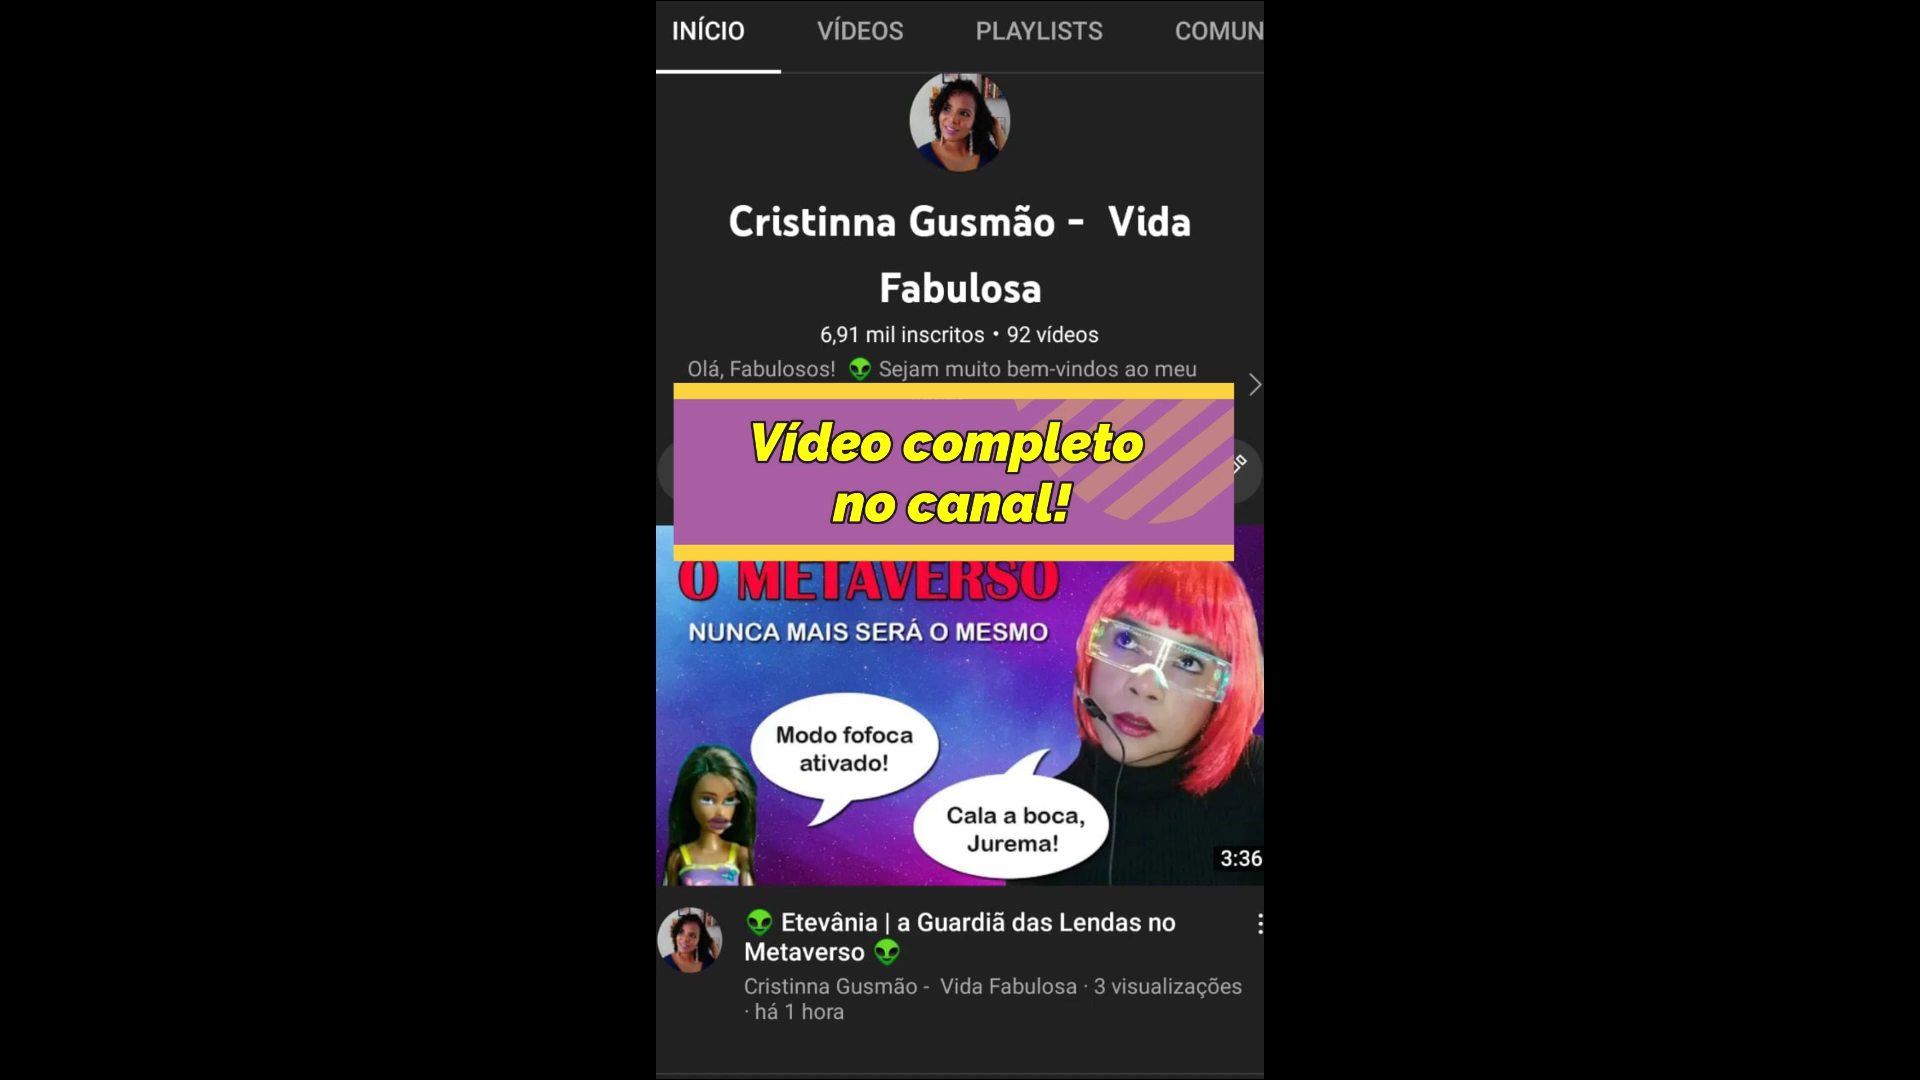 INÍCIO VÍDEOS PLAYLISTS COMUN
Cristinna Gusmão - Vida
Fabulosa
6,91 mil inscritos • 92 vídeos
Olá, Fabulosos! 👽 Sejam muito bem-vindos ao meu
Vídeo completo
no canal!
O METAVERSO
NUNCA MAIS SERÁ O MESMO
Modo fofoca
ativado!
Cala a boca,
Jurema!
3:36
👽 Etevânia | a Guardiã das Lendas no
Metaverso 👽
Cristinna Gusmão - Vida Fabulosa · 3 visualizações
· há 1 hora